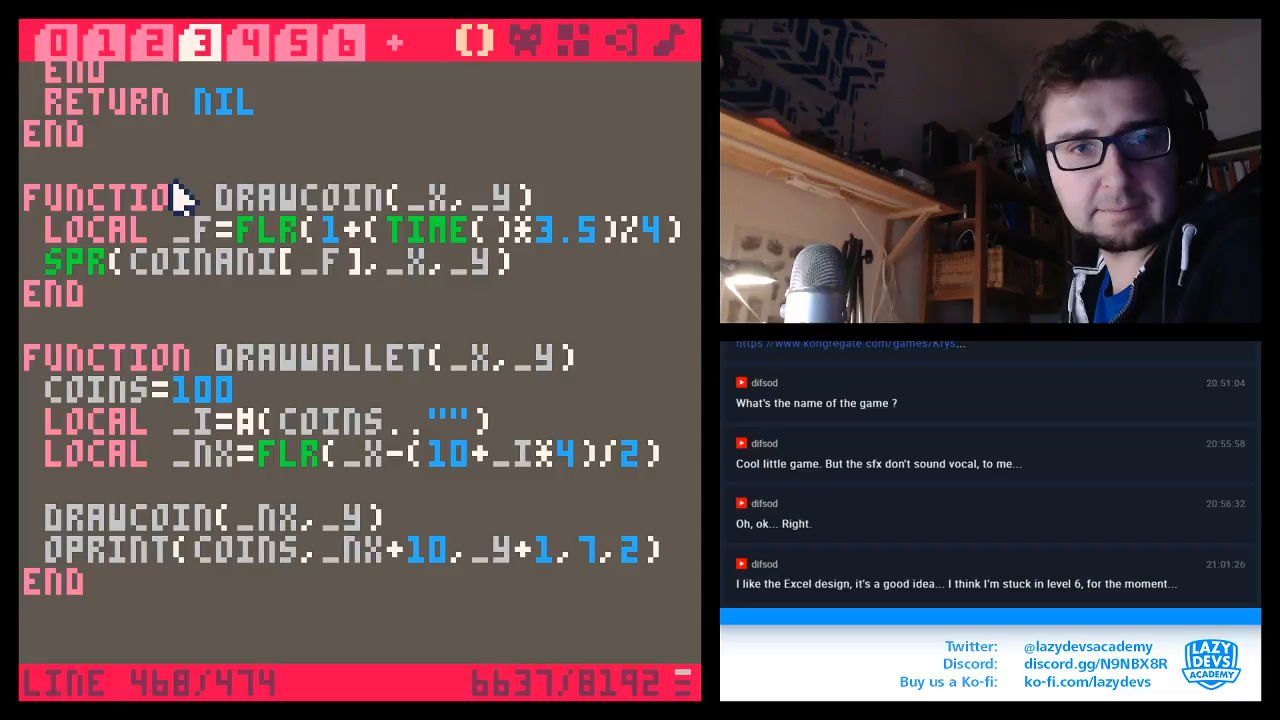 0 1 2 3 4 5 6 +
END
RETURN NIL
END
FUNCTION DRAWCOIN(_X,_Y)
LOCAL _F=FLR(1+(TIME()*3.5)%4)
SPR(COINANI[_F],_X,_Y)
END
FUNCTION DRAWWALLET(_X,_Y)
COINS=100
LOCAL _I=#(COINS.."")
LOCAL _NX=FLR(_X-(10+_I*4)/2)
DRAWCOIN(_NX,_Y)
OPRINT(COINS,_NX+10,_Y+1,7,2)
END
LINE 468/474 6637/8192
https://www.kongregate.com/games/Krys...
difsod 20:51:04
What's the name of the game ?
difsod 20:55:58
Cool little game. But the sfx don't sound vocal, to me...
difsod 20:56:32
Oh, ok... Right.
difsod 21:01:26
I like the Excel design, it's a good idea... I think I'm stuck in level 6, for the moment...
Twitter: @lazydevsacademy
Discord: discord.gg/N9NBX8R
Buy us a Ko-fi: ko-fi.com/lazydevs
LAZY
DEVS
ACADEMY